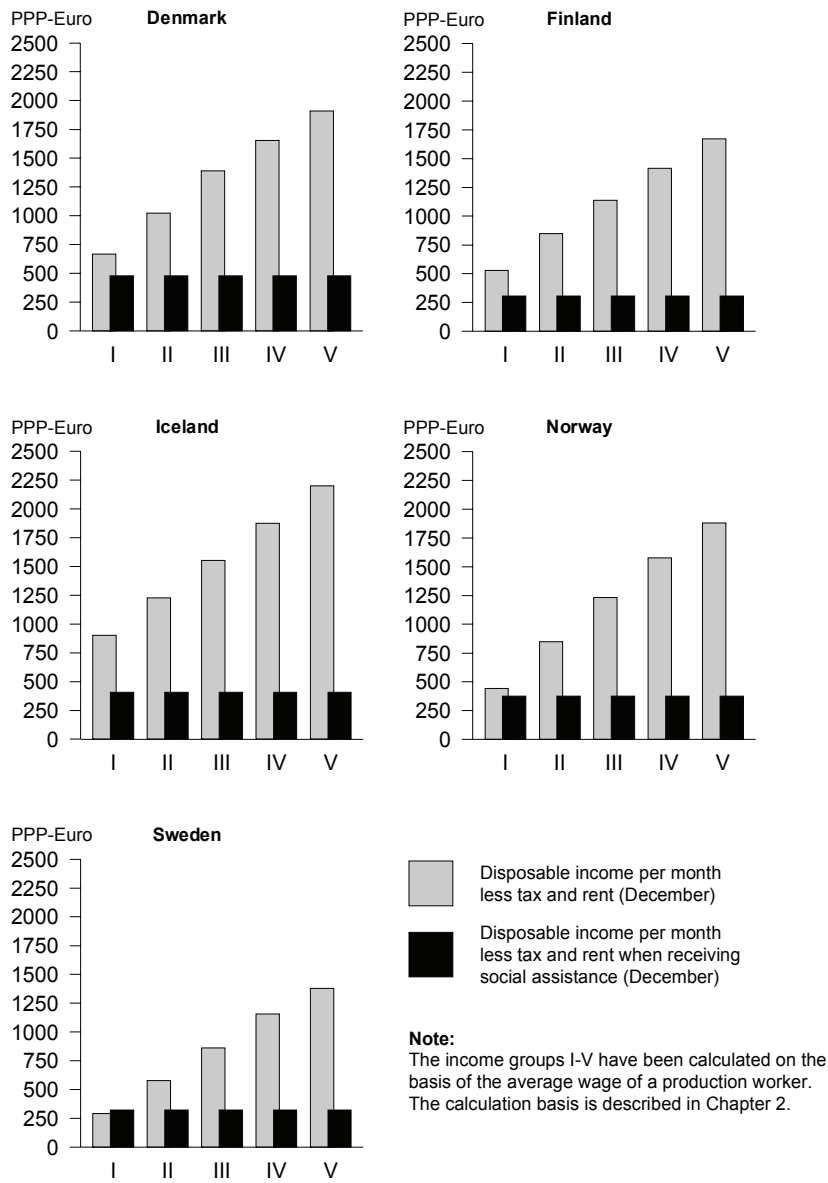 PPP-Euro Denmark
2500
2250
2000
1750
1500
1250
1000
750
500
250
0
I II III IV V
PPP-Euro Finland
2500
2250
2000
1750
1500
1250
1000
750
500
250
0
I II III IV V
PPP-Euro Iceland
2500
2250
2000
1750
1500
1250
1000
750
500
250
0
I II III IV V
PPP-Euro Norway
2500
2250
2000
1750
1500
1250
1000
750
500
250
0
I II III IV V
PPP-Euro Sweden
2500
2250
2000
1750
1500
1250
1000
750
500
250
0
I II III IV V
Disposable income per month
less tax and rent (December)
Disposable income per month
less tax and rent when receiving
social assistance (December)
Note:
The income groups I-V have been calculated on the
basis of the average wage of a production worker.
The calculation basis is described in Chapter 2.